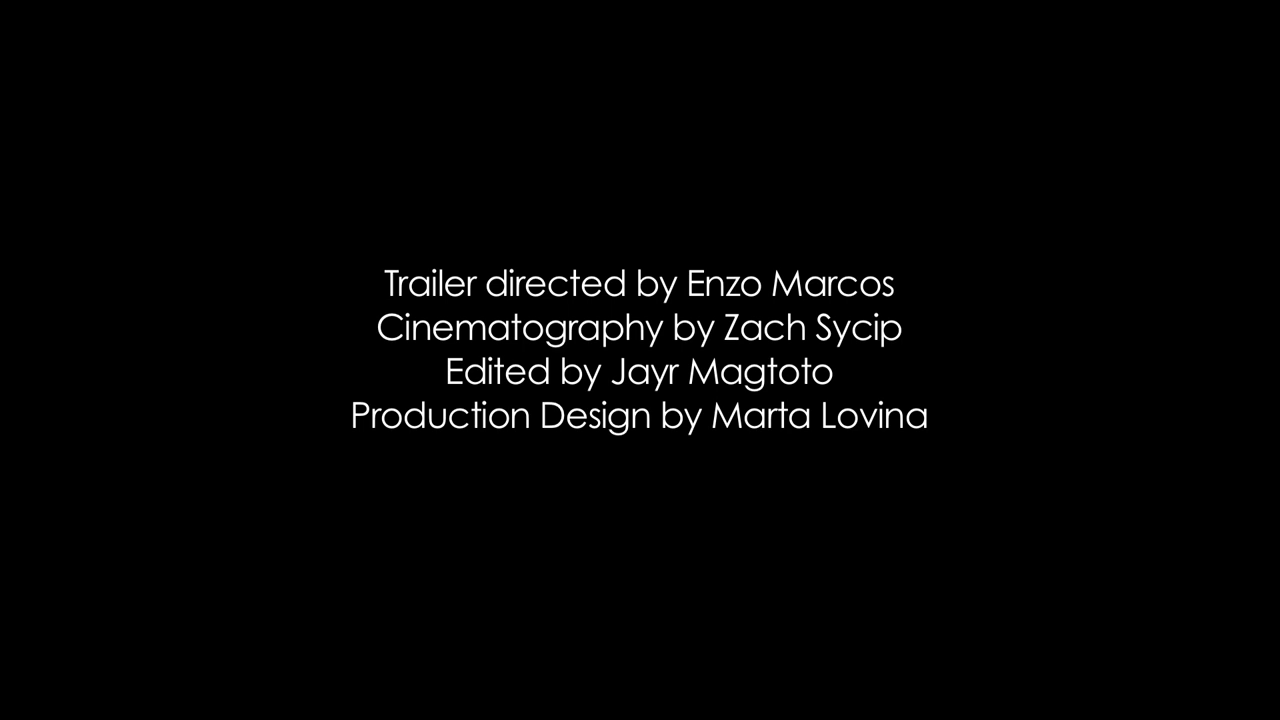 Trailer directed by Enzo Marcos
Cinematography by Zach Sycip
Edited by Jayr Magtoto
Production Design by Marta Lovina